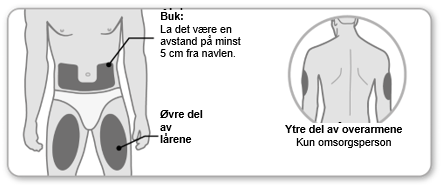 Buk:
La det være en
avstand på minst
5 cm fra navlen.
Øvre del
av
lårene
Ytre del av overarmene
Kun omsorgsperson